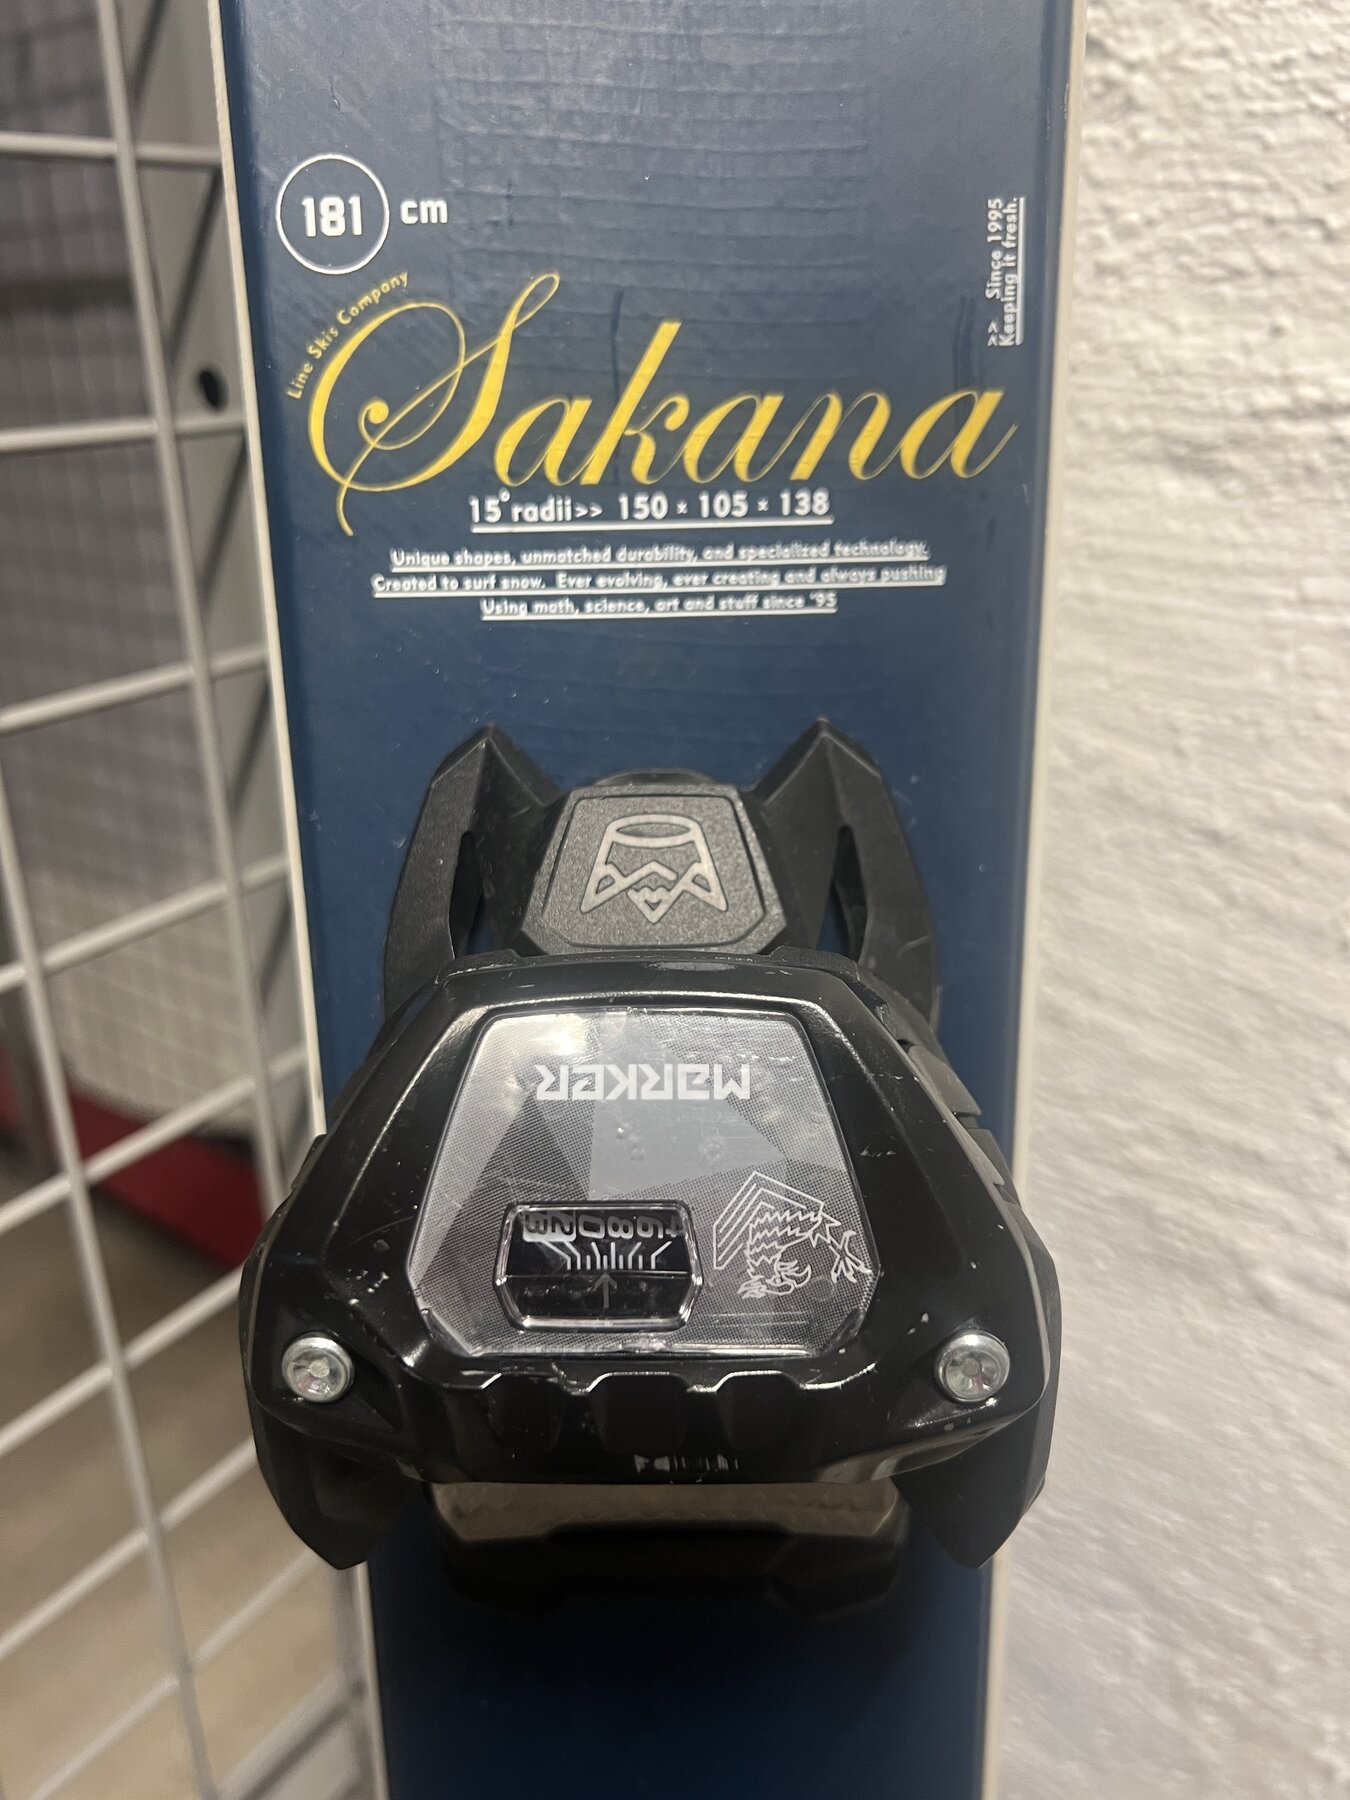 181 cm
Line Skis Company
>> Since 1995
Keeping it fresh.
Sakana
15° radii>> 150 x 105 x 138
Unique shapes, unmatched durability, and specialized technology.
Created to surf snow. Ever evolving, ever creating and always pushing
Using math, science, art and stuff since '95
MARKER